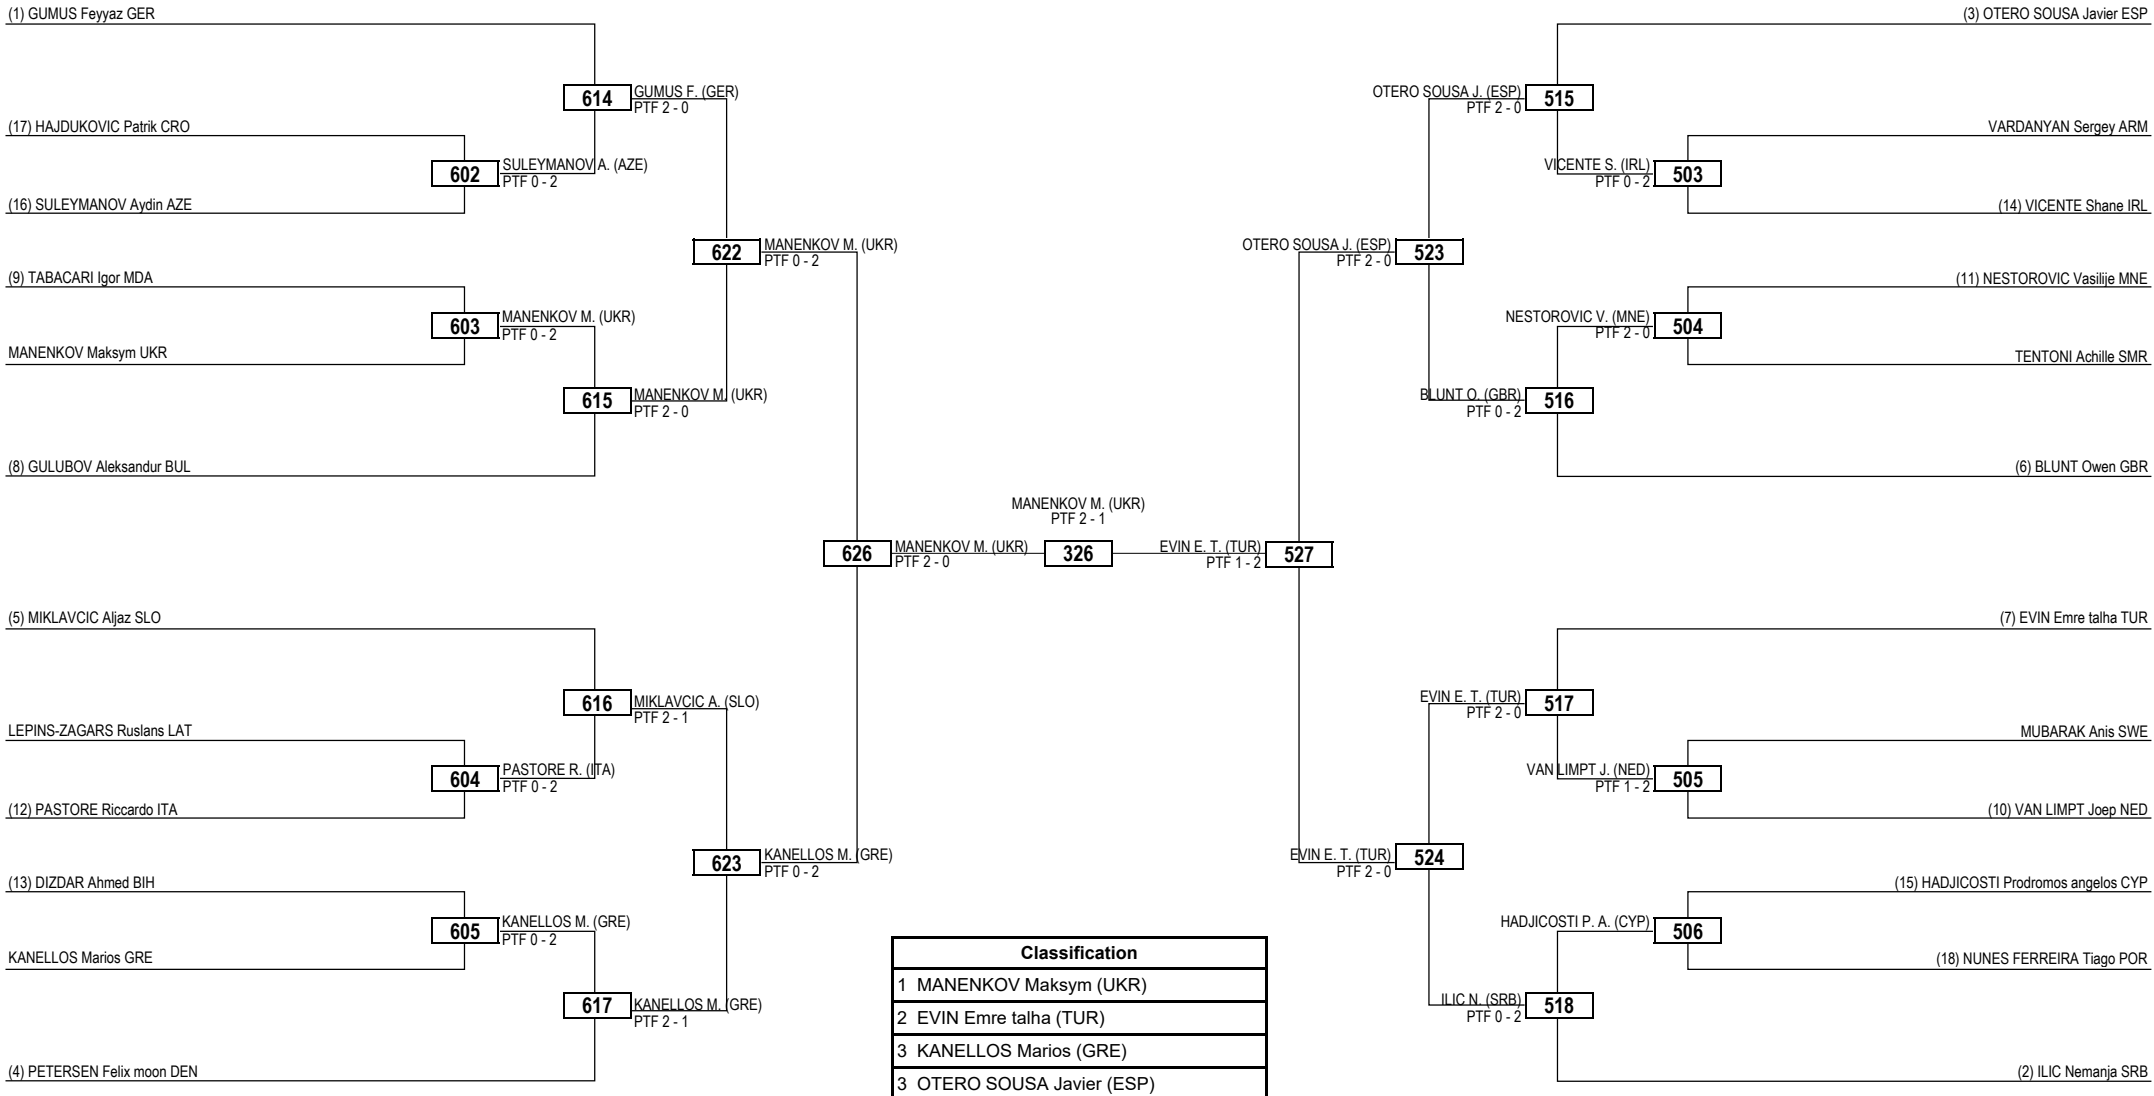 (1) GUMUS Feyyaz GER
614
GUMUS F. (GER)
PTF 2 - 0
(17) HAJDUKOVIC Patrik CRO
602
SULEYMANOV A. (AZE)
PTF 0 - 2
(16) SULEYMANOV Aydin AZE
622
MANENKOV M. (UKR)
PTF 0 - 2
(9) TABACARI Igor MDA
603
MANENKOV M. (UKR)
PTF 0 - 2
MANENKOV Maksym UKR
615
MANENKOV M. (UKR)
PTF 2 - 0
(8) GULUBOV Aleksandur BUL
626
MANENKOV M. (UKR)
PTF 2 - 0
(5) MIKLAVCIC Aljaz SLO
616
MIKLAVCIC A. (SLO)
PTF 2 - 1
LEPINS-ZAGARS Ruslans LAT
604
PASTORE R. (ITA)
PTF 0 - 2
(12) PASTORE Riccardo ITA
623
KANELLOS M. (GRE)
PTF 0 - 2
(13) DIZDAR Ahmed BIH
605
KANELLOS M. (GRE)
PTF 0 - 2
KANELLOS Marios GRE
617
KANELLOS M. (GRE)
PTF 2 - 1
(4) PETERSEN Felix moon DEN
MANENKOV M. (UKR)
PTF 2 - 1
326
(3) OTERO SOUSA Javier ESP
OTERO SOUSA J. (ESP)
PTF 2 - 0
515
VARDANYAN Sergey ARM
VICENTE S. (IRL)
PTF 0 - 2
503
(14) VICENTE Shane IRL
OTERO SOUSA J. (ESP)
PTF 2 - 0
523
(11) NESTOROVIC Vasilije MNE
NESTOROVIC V. (MNE)
PTF 2 - 0
504
TENTONI Achille SMR
BLUNT O. (GBR)
PTF 0 - 2
516
(6) BLUNT Owen GBR
EVIN E. T. (TUR)
PTF 1 - 2
527
(7) EVIN Emre talha TUR
EVIN E. T. (TUR)
PTF 2 - 0
517
MUBARAK Anis SWE
VAN LIMPT J. (NED)
PTF 1 - 2
505
(10) VAN LIMPT Joep NED
EVIN E. T. (TUR)
PTF 2 - 0
524
(15) HADJICOSTI Prodromos angelos CYP
HADJICOSTI P. A. (CYP)
506
(18) NUNES FERREIRA Tiago POR
ILIC N. (SRB)
PTF 0 - 2
518
(2) ILIC Nemanja SRB
Classification
1 MANENKOV Maksym (UKR)
2 EVIN Emre talha (TUR)
3 KANELLOS Marios (GRE)
3 OTERO SOUSA Javier (ESP)